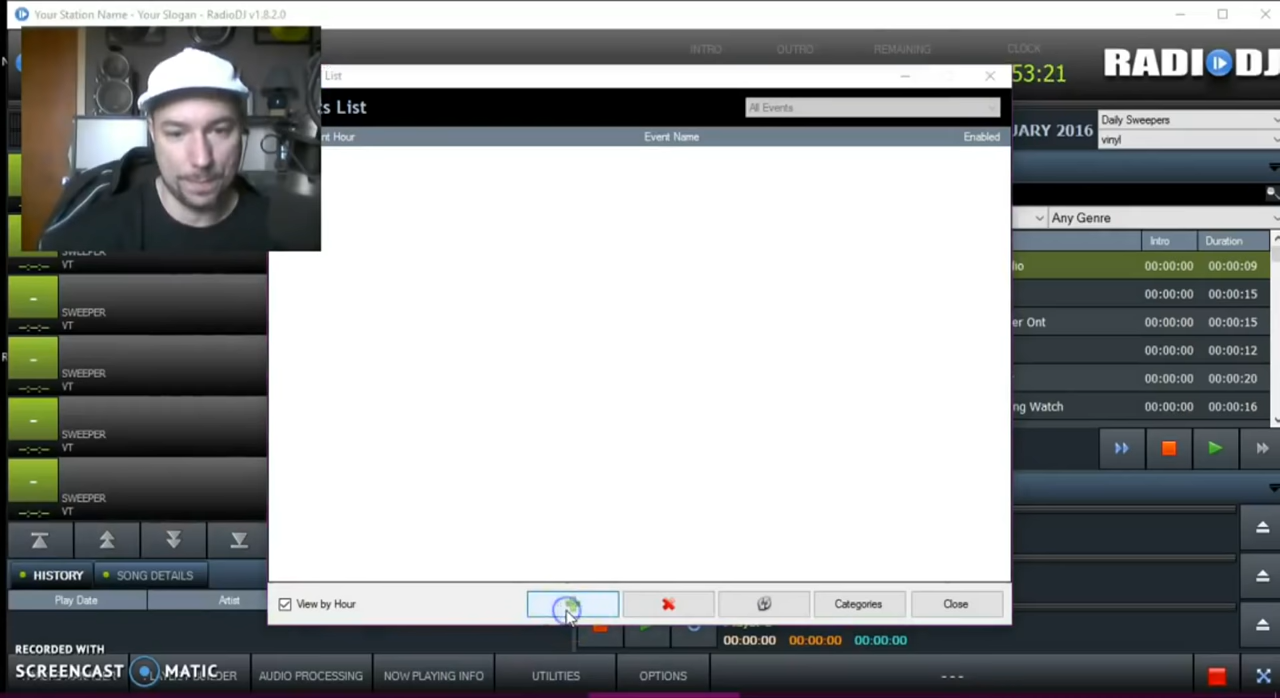 Your Station Name - Your Slogan - RadioDJ v1.8.2.0
INTRO OUTRO REMAINING CLOCK
53:21
RADIODJ
List
s List
All Events
nt Hour Event Name Enabled
UARY 2016
Daily Sweepers
vinyl
Any Genre
Intro Duration
lio 00:00:00 00:00:09
00:00:00 00:00:15
er Ont 00:00:00 00:00:15
00:00:00 00:00:12
00:00:00 00:00:20
ng Watch 00:00:00 00:00:16
SWEEPER
VT
- SWEEPER
--:--:-- VT
- SWEEPER
--:--:-- VT
- SWEEPER
--:--:-- VT
- SWEEPER
--:--:-- VT
HISTORY SONG DETAILS
Play Date Artist
View by Hour
Categories Close
00:00:00 00:00:00 00:00:00
RECORDED WITH
SCREENCAST MATIC
AUDIO PROCESSING NOW PLAYING INFO UTILITIES OPTIONS ---